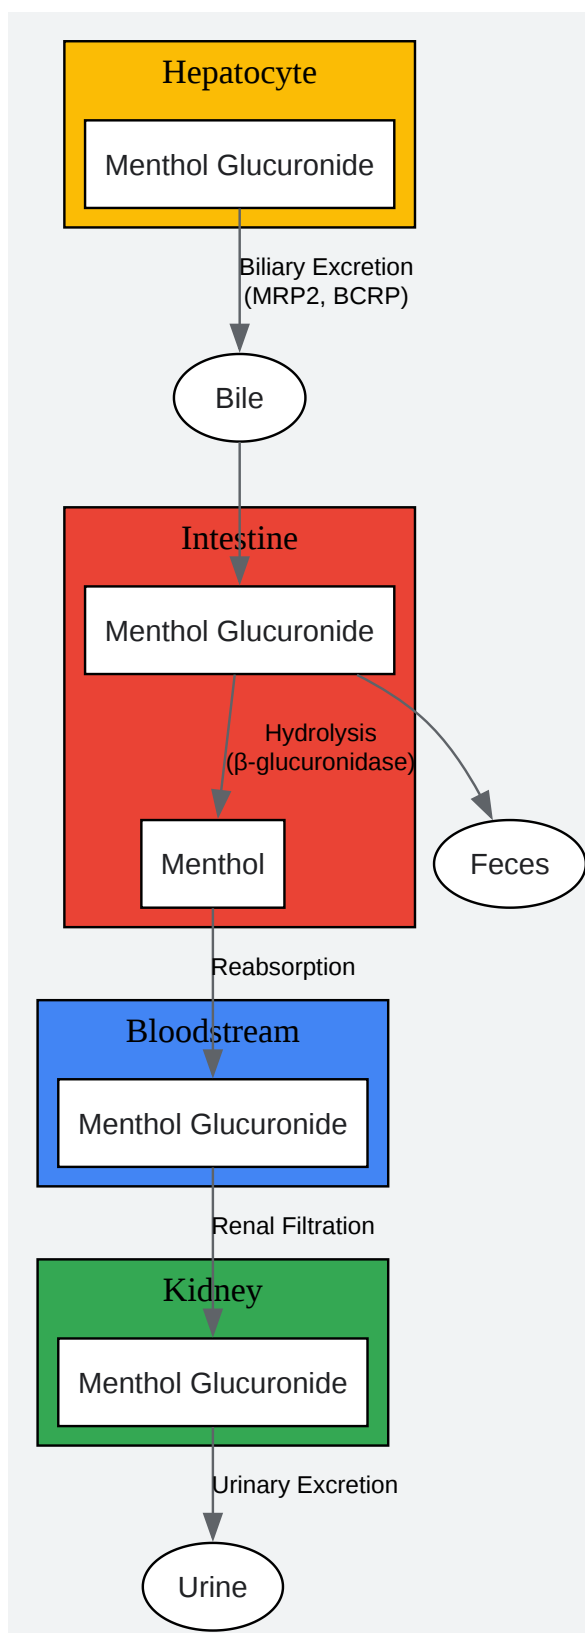 Hepatocyte
Menthol Glucuronide
Biliary Excretion
(MRP2, BCRP)
Bile
Intestine
Menthol Glucuronide
Hydrolysis
(β-glucuronidase)
Menthol
Feces
Reabsorption
Bloodstream
Menthol Glucuronide
Renal Filtration
Kidney
Menthol Glucuronide
Urinary Excretion
Urine